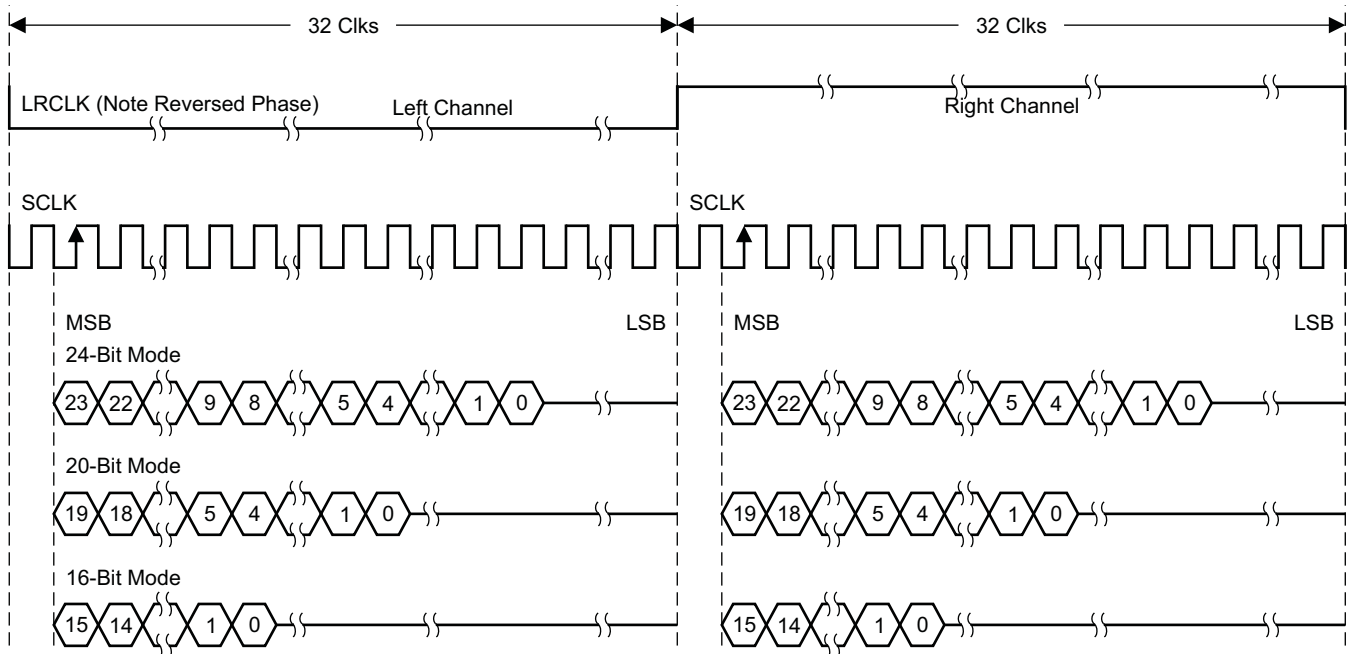 32 Clks 32 Clks
LRCLK (Note Reversed Phase) Left Channel Right Channel
SCLK SCLK
MSB LSB MSB LSB
24-Bit Mode
23 22 9 8 5 4 1 0 23 22 9 8 5 4 1 0
20-Bit Mode
19 18 5 4 1 0 19 18 5 4 1 0
16-Bit Mode
15 14 1 0 15 14 1 0